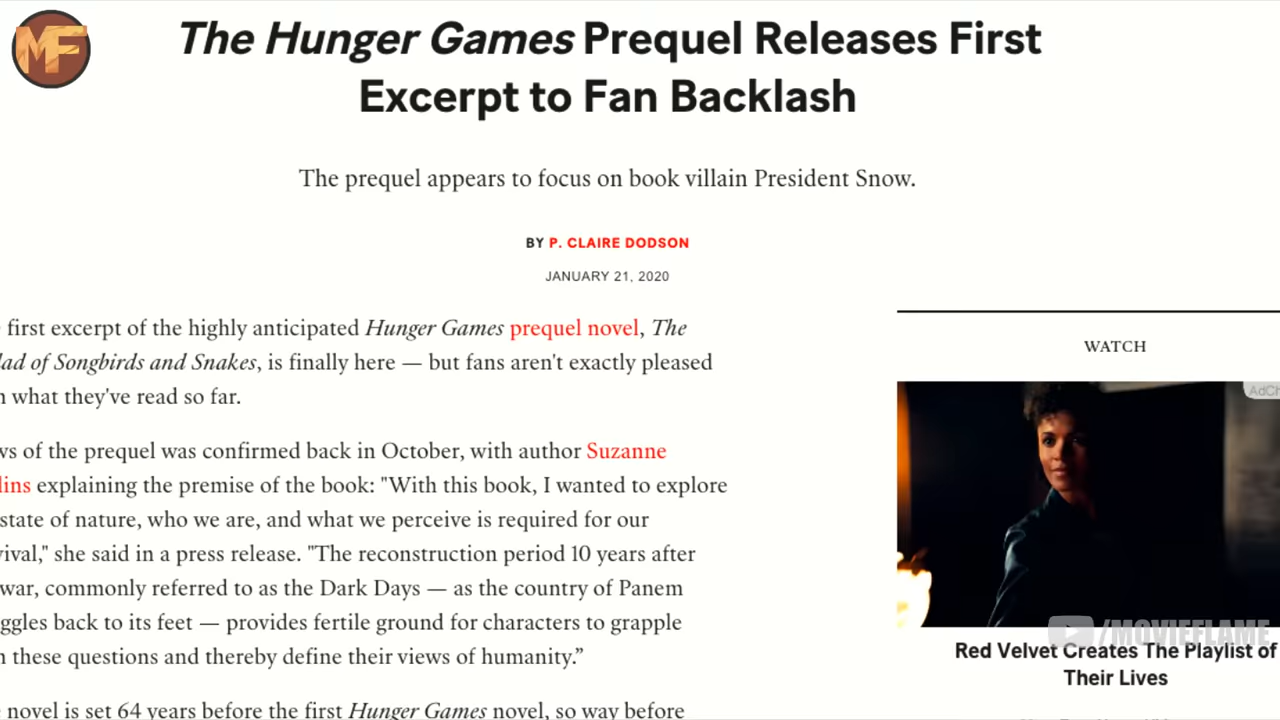 MF
The Hunger Games Prequel Releases First
Excerpt to Fan Backlash
The prequel appears to focus on book villain President Snow.
BY P. CLAIRE DODSON
JANUARY 21, 2020
first excerpt of the highly anticipated Hunger Games prequel novel, The
lad of Songbirds and Snakes, is finally here — but fans aren't exactly pleased
h what they've read so far.
ws of the prequel was confirmed back in October, with author Suzanne
lins explaining the premise of the book: "With this book, I wanted to explore
state of nature, who we are, and what we perceive is required for our
vival," she said in a press release. "The reconstruction period 10 years after
war, commonly referred to as the Dark Days — as the country of Panem
ggles back to its feet — provides fertile ground for characters to grapple
h these questions and thereby define their views of humanity.”
novel is set 64 years before the first Hunger Games novel, so way before
WATCH
AdCh
/MOVIEFLAME
Red Velvet Creates The Playlist of
Their Lives